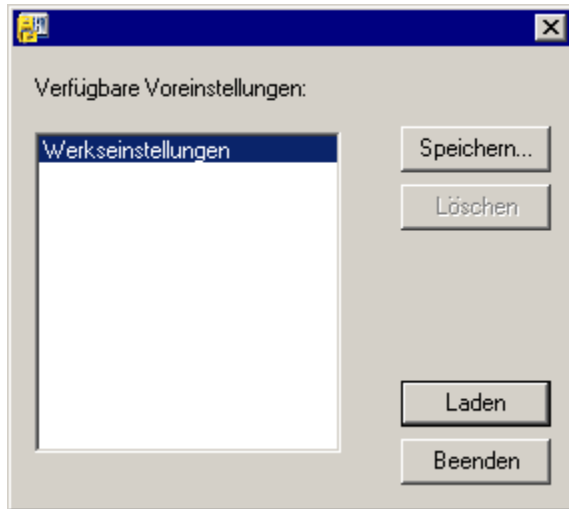 Verfügbare Voreinstellungen:
Werkseinstellungen
Speichern...
Löschen
Laden
Beenden